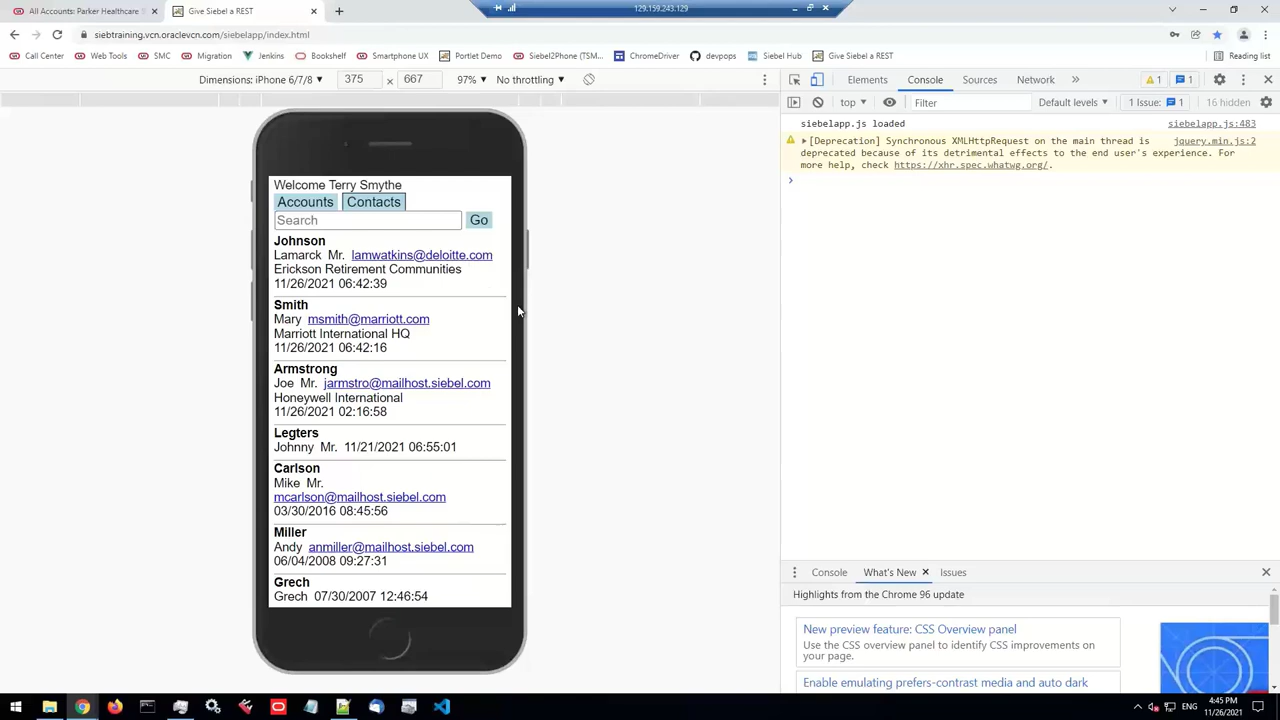 129.159.243.129
All Accounts: Parker Healthcare
Give Siebel a REST
siebtraining.vcn.oraclevcn.com/siebelapp/index.html
Call Center
Web Tools
SMC
Migration
Jenkins
Bookshelf
Smartphone UX
Portlet Demo
Siebel2Phone (TSM...
ChromeDriver
devpops
Siebel Hub
Give Siebel a REST
Reading list
Dimensions: iPhone 6/7/8 ▼ 375 × 667 97% ▼ No throttling ▼
Elements Console Sources Network » 1 1
top ▼ Filter Default levels ▼ 1 Issue: 1 16 hidden
siebelapp.js loaded siebelapp.js:483
[Deprecation] Synchronous XMLHttpRequest on the main thread is jquery.min.js:2
deprecated because of its detrimental effects to the end user's experience. For
more help, check https://xhr.spec.whatwg.org/.
Welcome Terry Smythe
Accounts Contacts
Search Go
Johnson
Lamarck Mr. lamwatkins@deloitte.com
Erickson Retirement Communities
11/26/2021 06:42:39
Smith
Mary msmith@marriott.com
Marriott International HQ
11/26/2021 06:42:16
Armstrong
Joe Mr. jarmstro@mailhost.siebel.com
Honeywell International
11/26/2021 02:16:58
Legters
Johnny Mr. 11/21/2021 06:55:01
Carlson
Mike Mr.
mcarlson@mailhost.siebel.com
03/30/2016 08:45:56
Miller
Andy anmiller@mailhost.siebel.com
06/04/2008 09:27:31
Grech
Grech 07/30/2007 12:46:54
Console What's New Issues
Highlights from the Chrome 96 update
New preview feature: CSS Overview panel
Use the CSS overview panel to identify CSS improvements on
your page.
Enable emulating prefers-contrast media and auto dark
ENG
4:45 PM
11/26/2021